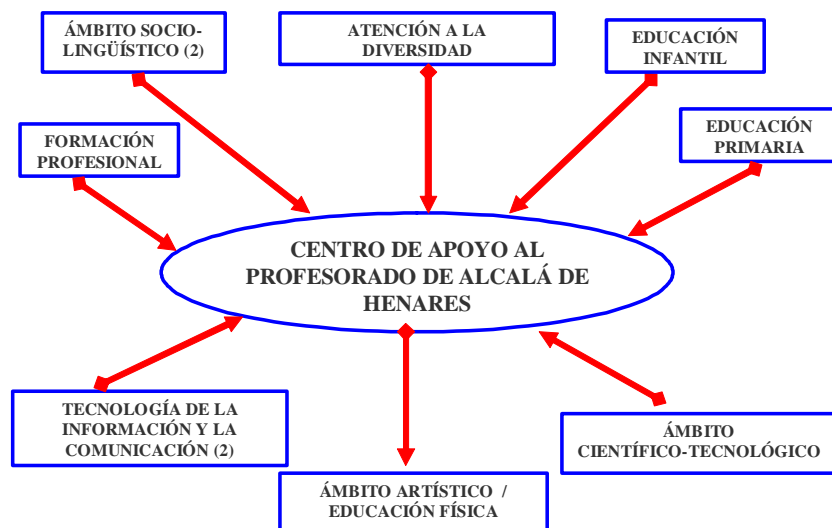 ÁMBITO SOCIO-
LINGÜÍSTICO (2)
ATENCIÓN A LA
DIVERSIDAD
EDUCACIÓN
INFANTIL
FORMACIÓN
PROFESIONAL
EDUCACIÓN
PRIMARIA
CENTRO DE APOYO AL
PROFESORADO DE ALCALÁ DE
HENARES
TECNOLOGÍA DE LA
INFORMACIÓN Y LA
COMUNICACIÓN (2)
ÁMBITO
CIENTÍFICO-TECNOLÓGICO
ÁMBITO ARTÍSTICO /
EDUCACIÓN FÍSICA